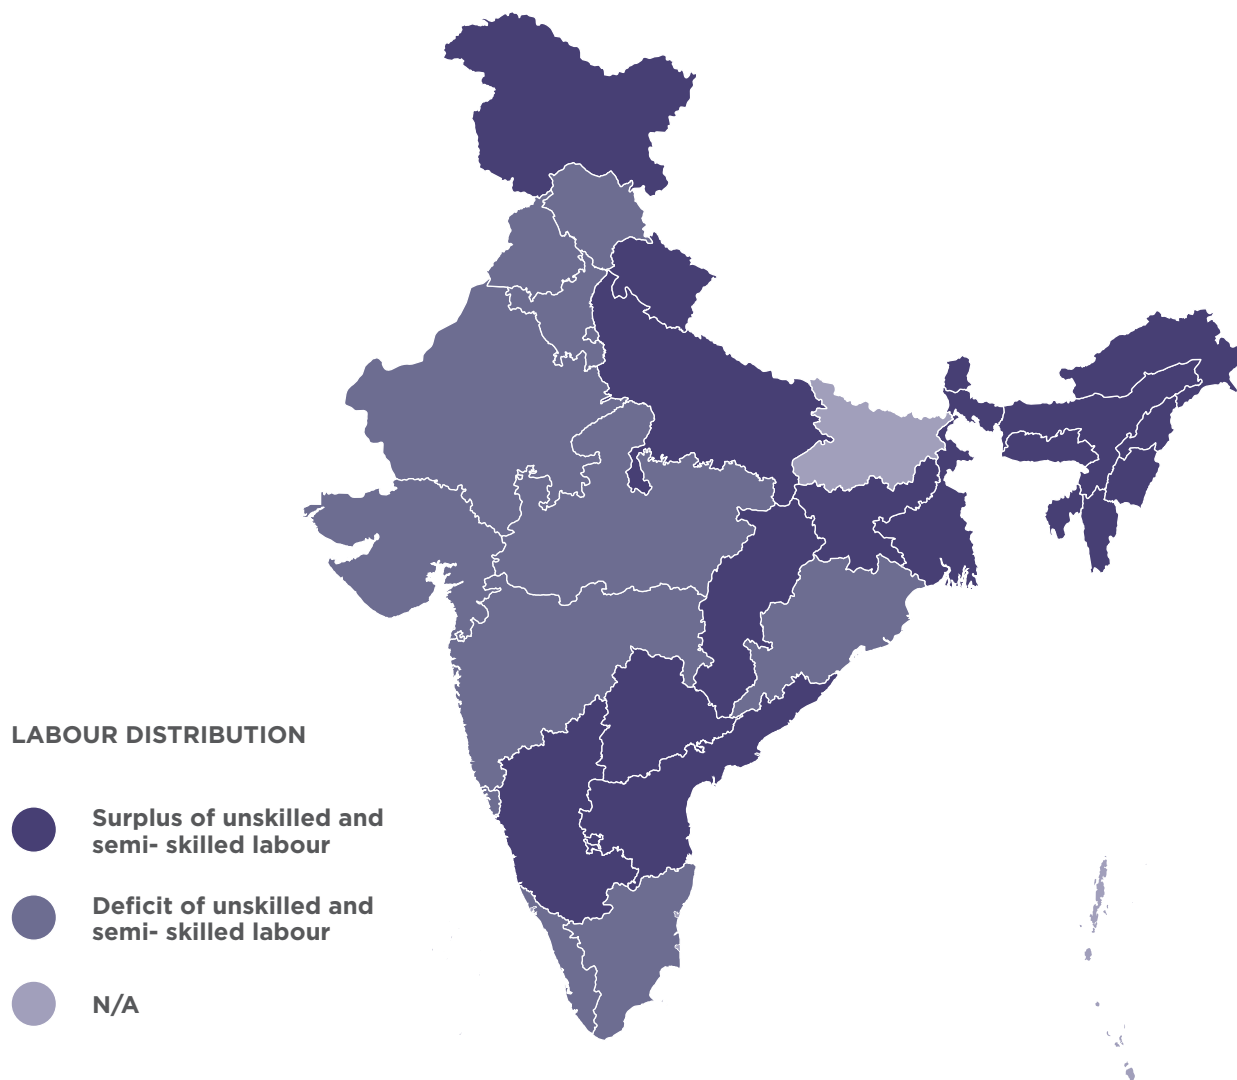 LABOUR DISTRIBUTION
Surplus of unskilled and
semi- skilled labour
Deficit of unskilled and
semi- skilled labour
N/A